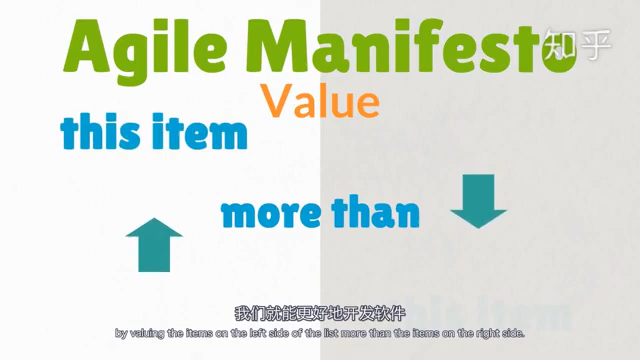 Agile Manifesto
知乎
Value
this item
more than
this item
我们就能更好地开发软件
by valuing the items on the left side of the list more than the items on the right side.